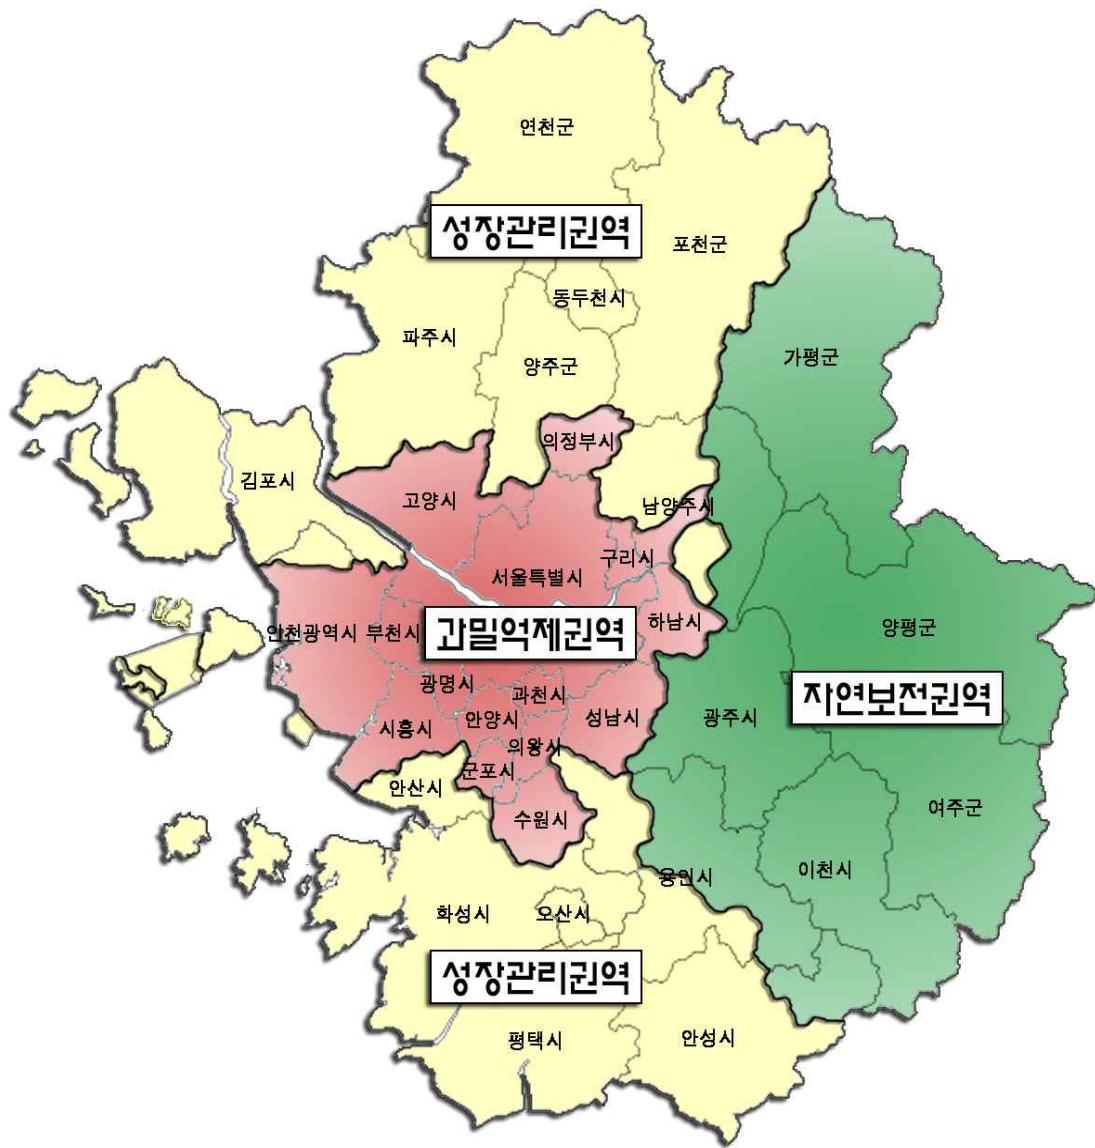 연천군
성장관리권역
포천군
동두천시
파주시
양주군
가평군
의정부시
김포시
고양시
남양주시
구리시
서울특별시
인천광역시
부천시
과밀억제권역
하남시
양평군
광명시
과천시
자연보전권역
시흥시
안양시
성남시
광주시
의왕시
군포시
안산시
수원시
여주군
용인시
이천시
화성시
오산시
성장관리권역
평택시
안성시